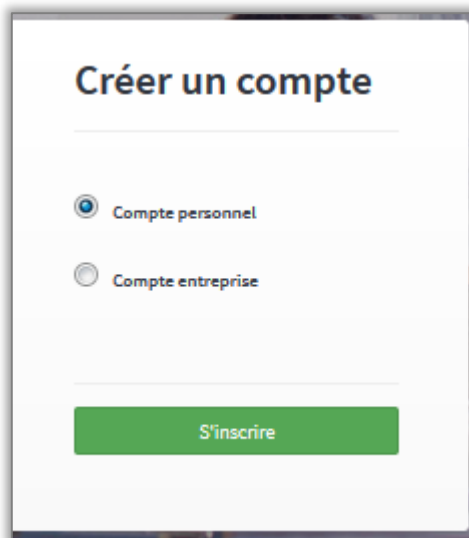 Créer un compte
Compte personnel
Compte entreprise
S'inscrire